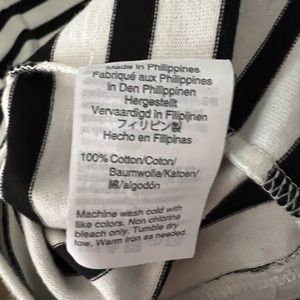 Made in Philippines
Fabriqué aux Philippines
In Den Philippinen
Hergestellt
Vervaardigd in Filipijnen
フィリピン製
Hecho en Filipinas
100% Cotton/Coton/
Baumwolle/Katoen/
綿/algodón
Machine wash cold with
like colors. Non chlorine
bleach only. Tumble dry
low. Warm iron as needed.